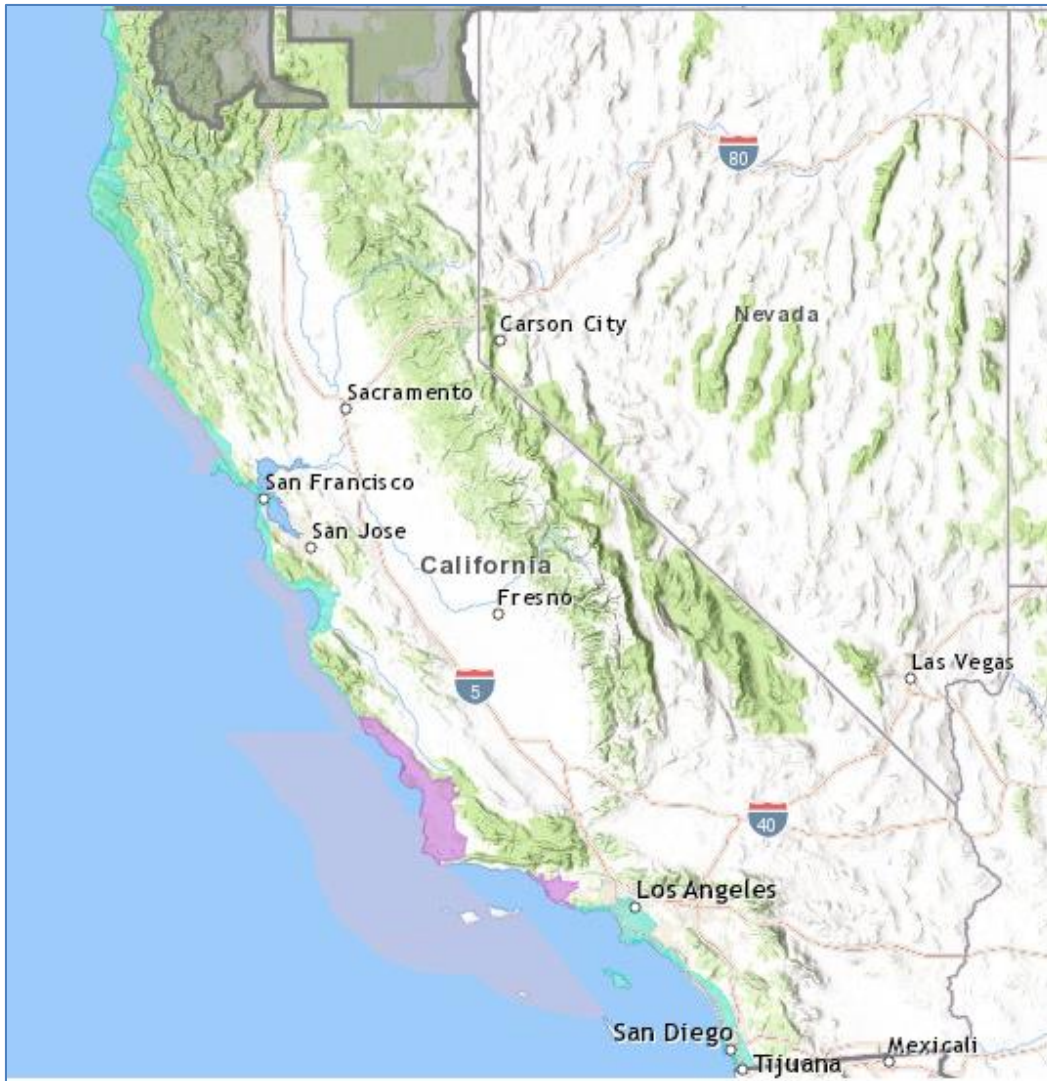 80
Carson City
Nevada
Sacramento
San Francisco
San Jose
California
Fresno
Las Vegas
5
40
Los Angeles
San Diego
Tijuana
Mexicali